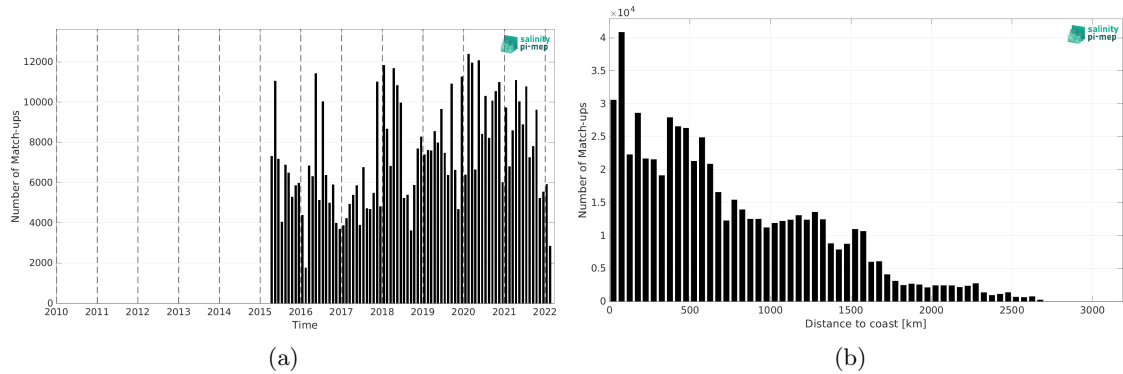 salinity
pi-mep
Number of Match-ups
12000
10000
8000
6000
4000
2000
0
2010 2011 2012 2013 2014 2015 2016 2017 2018 2019 2020 2021 2022
Time
(a)
×10⁴
salinity
pi-mep
Number of Match-ups
4
3.5
3
2.5
2
1.5
1
0.5
0
0 500 1000 1500 2000 2500 3000
Distance to coast [km]
(b)